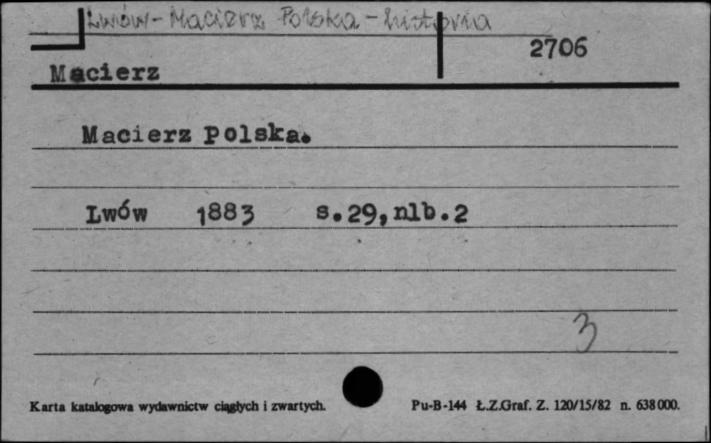 Lwów - Macierz Polska - historia
2706
Macierz
Macierz Polska.
Lwów 1883 s.29,nlb.2
3
Karta katalogowa wydawnictw ciągłych i zwartych. Pu-B-144 Ł.Z.Graf. Z. 120/15/82 n. 638000.